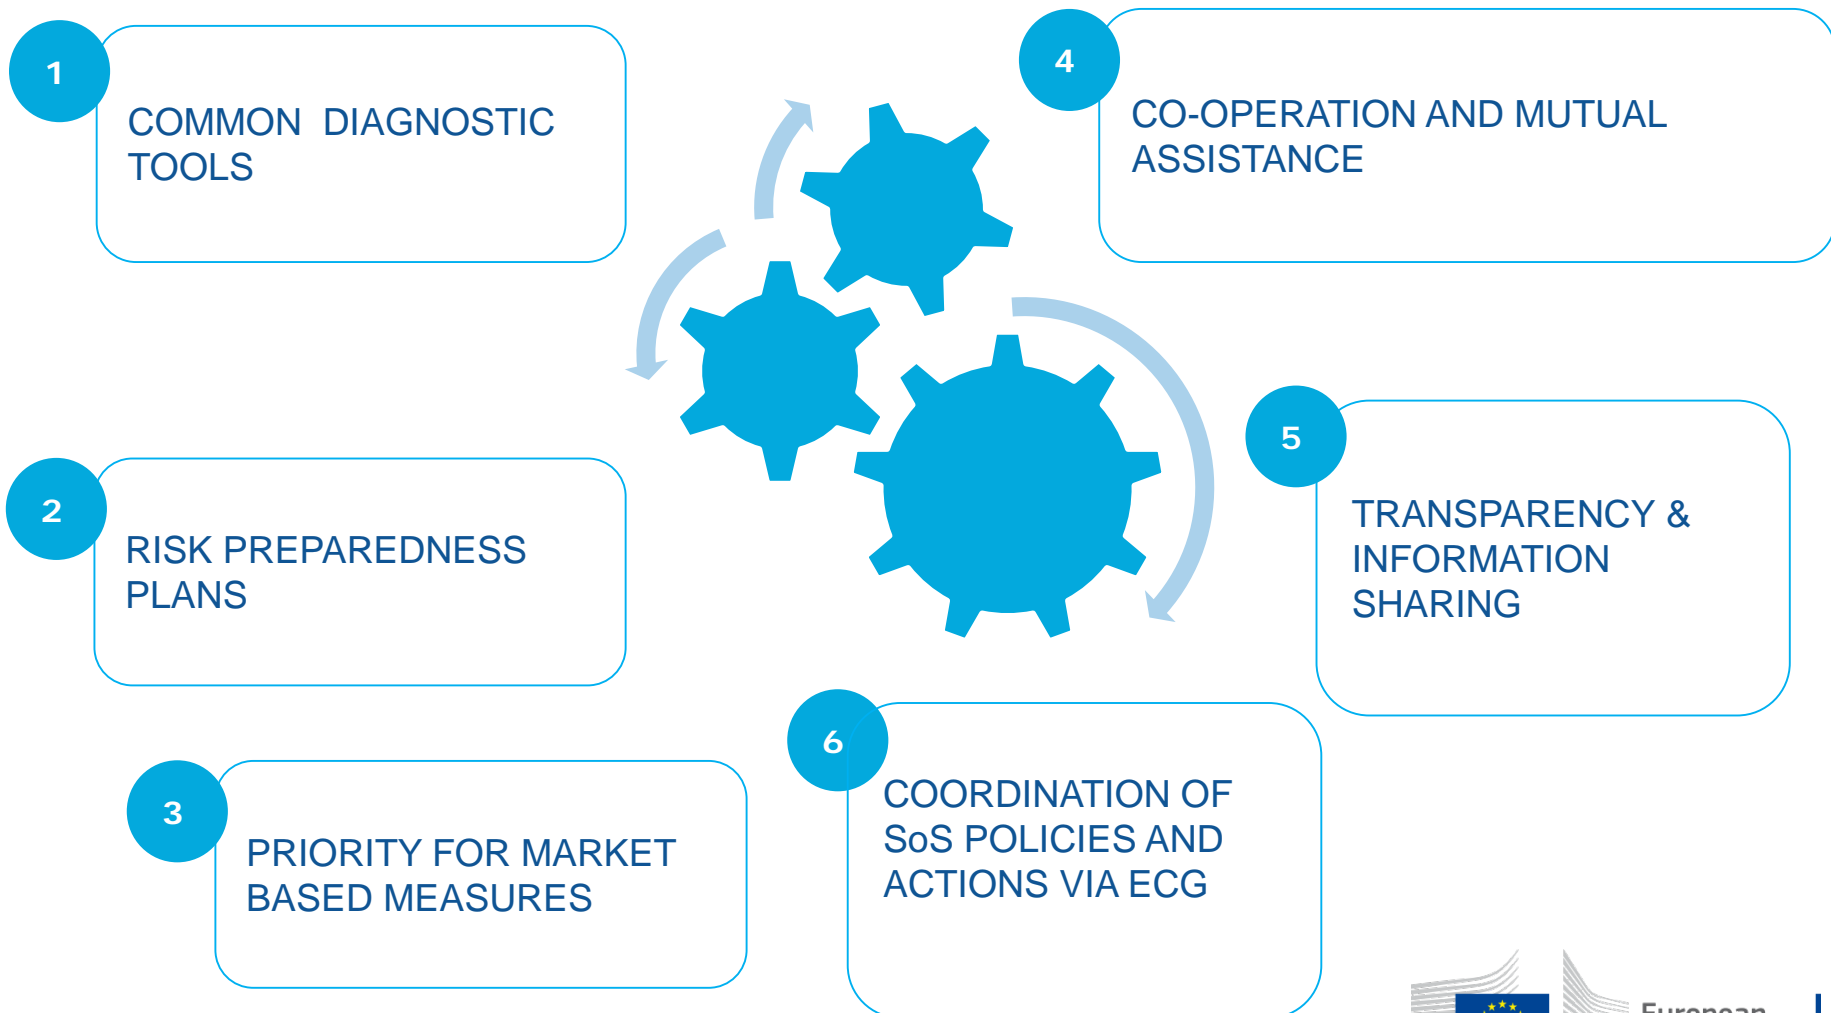 1
COMMON DIAGNOSTIC
TOOLS
2
RISK PREPAREDNESS
PLANS
3
PRIORITY FOR MARKET
BASED MEASURES
4
CO-OPERATION AND MUTUAL
ASSISTANCE
5
TRANSPARENCY &
INFORMATION
SHARING
6
COORDINATION OF
SoS POLICIES AND
ACTIONS VIA ECG
European